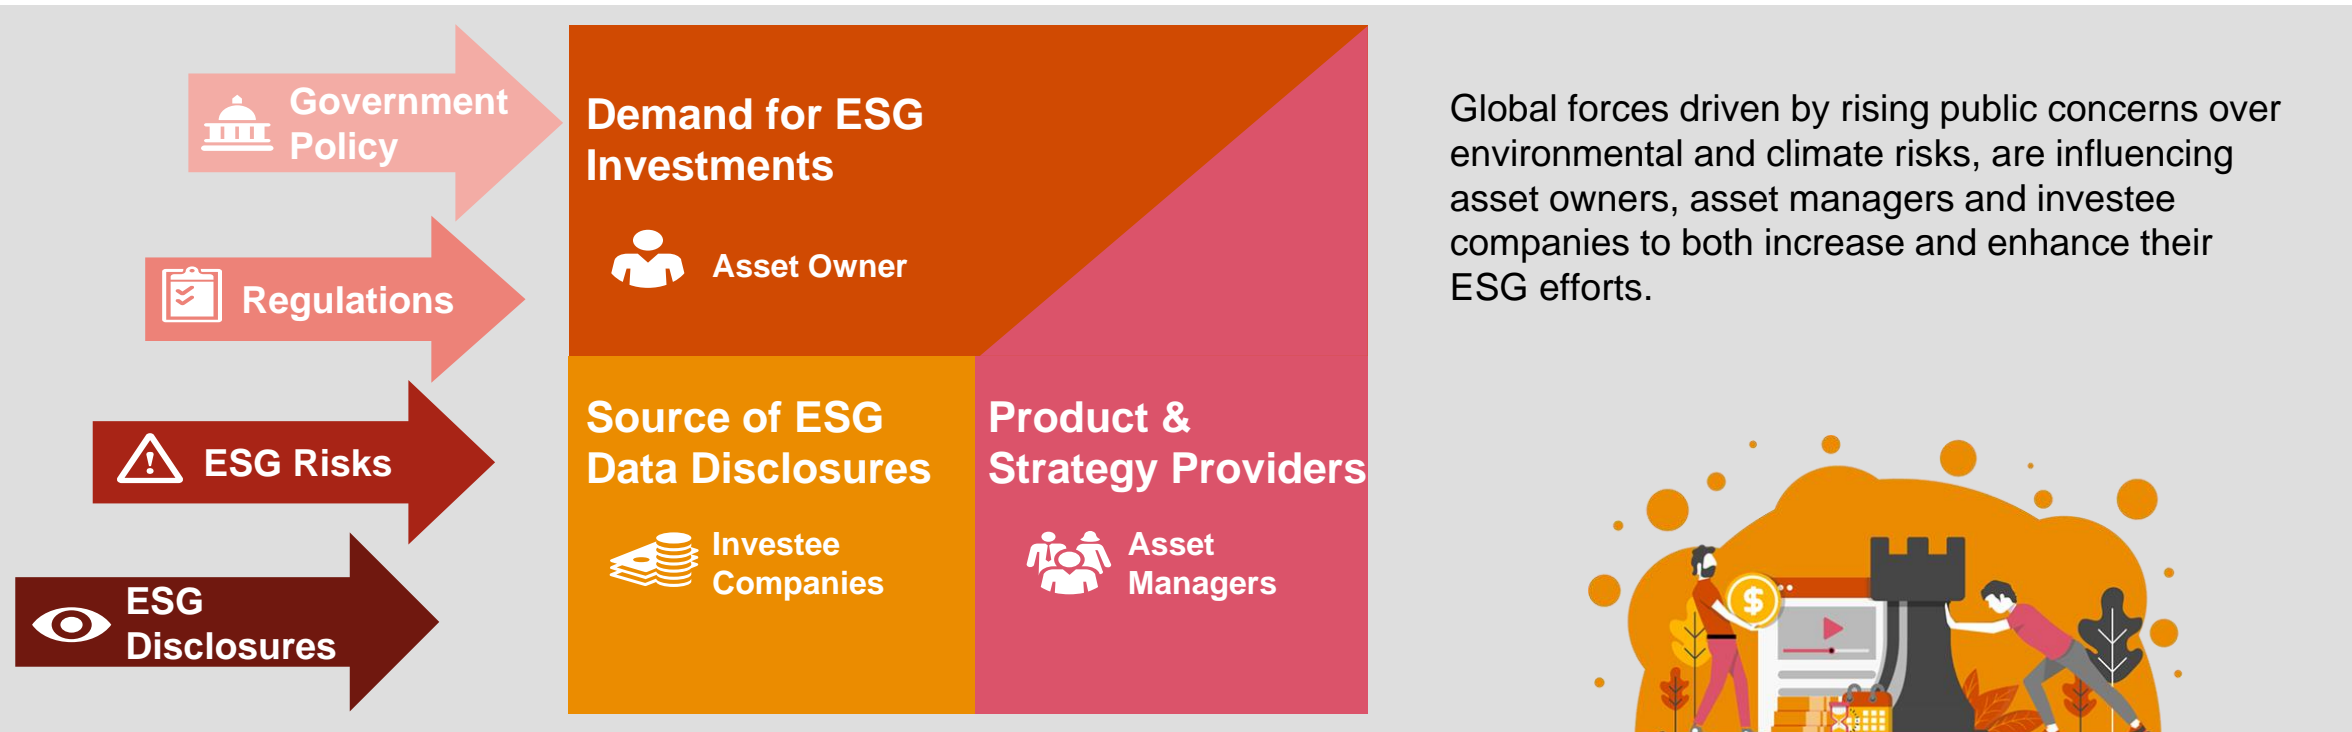 Government
Policy
Regulations
ESG Risks
ESG
Disclosures
Demand for ESG
Investments
Asset Owner
Source of ESG
Data Disclosures
Investee
Companies
Product &
Strategy Providers
Asset
Managers
Global forces driven by rising public concerns over
environmental and climate risks, are influencing
asset owners, asset managers and investee
companies to both increase and enhance their
ESG efforts.
$